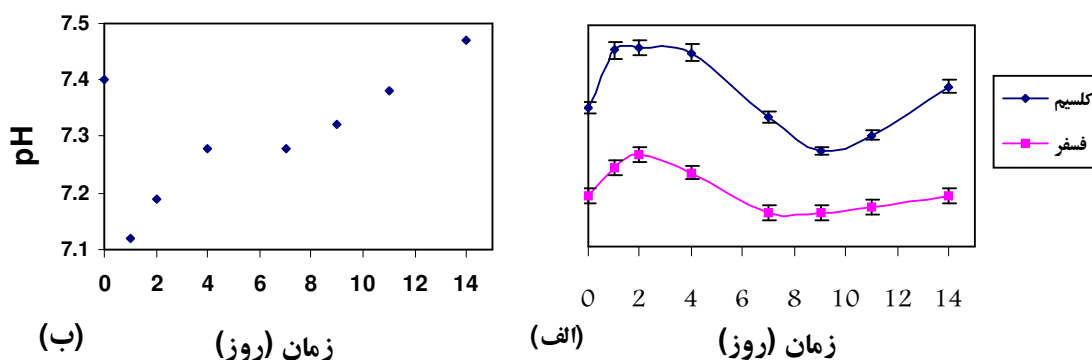 7.5
7.4
7.3
7.2
7.1
pH
0 2 4 6 8 10 12 14
زمان (روز)
(ب)
کلسیم
فسفر
0 2 4 6 8 10 12 14
زمان (روز)
(الف)